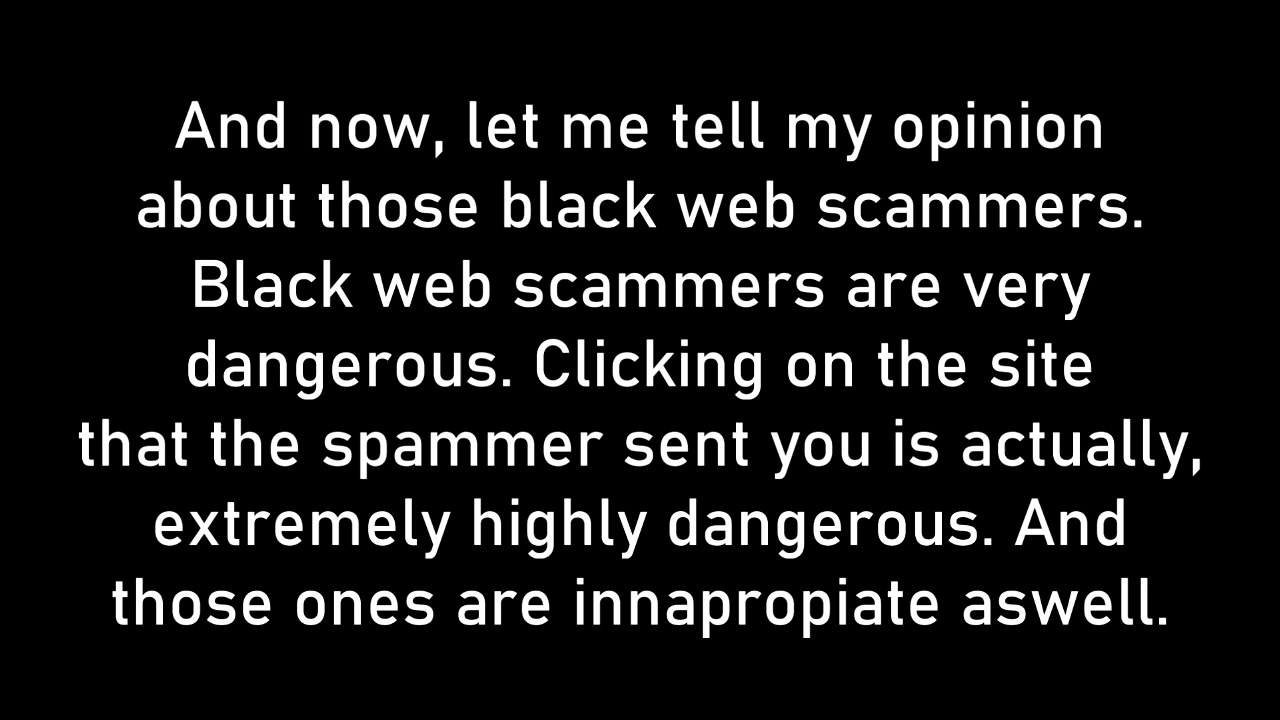 And now, let me tell my opinion
about those black web scammers.
Black web scammers are very
dangerous. Clicking on the site
that the spammer sent you is actually,
extremely highly dangerous. And
those ones are innapropiate aswell.